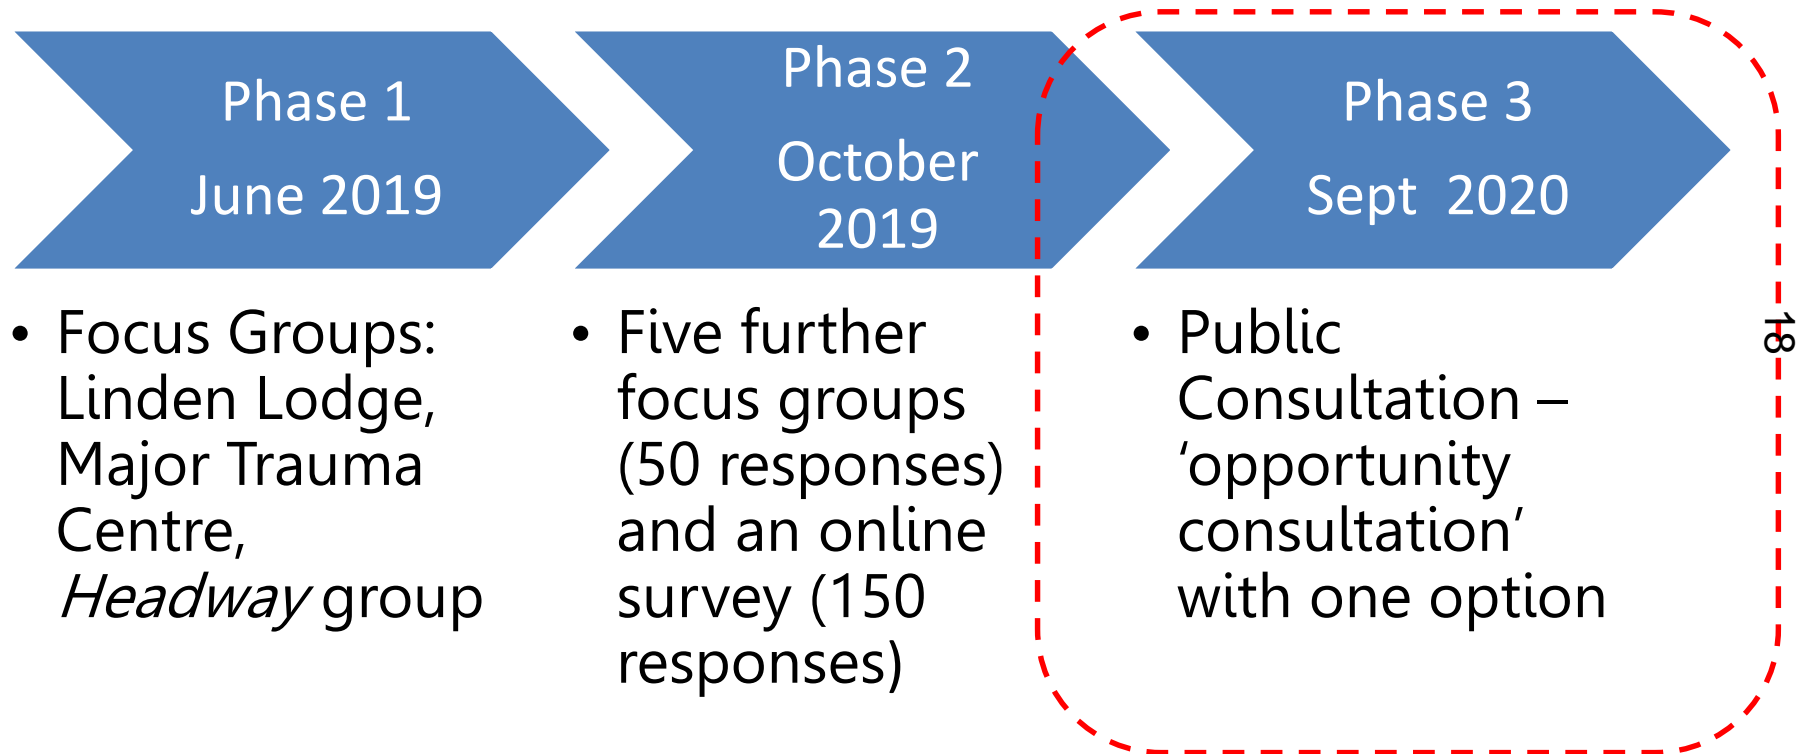 Phase 1
June 2019
Phase 2
October
2019
Phase 3
Sept  2020
• Focus Groups:
Linden Lodge,
Major Trauma
Centre,
Headway group
• Five further
focus groups
(50 responses)
and an online
survey (150
responses)
• Public
Consultation –
‘opportunity
consultation’
with one option
18